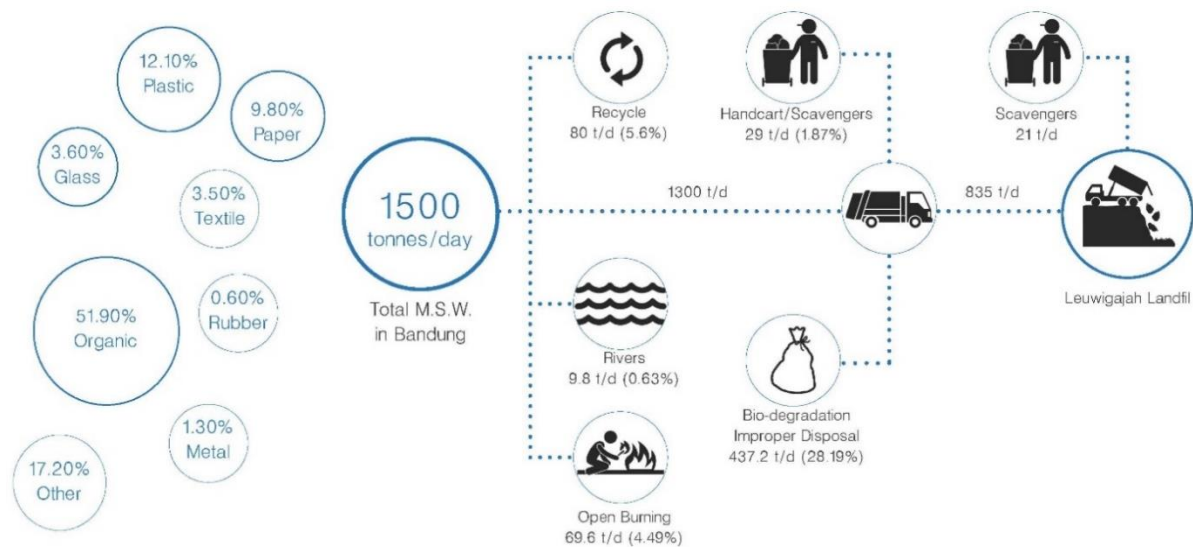 12.10%
Plastic
9.80%
Paper
3.60%
Glass
3.50%
Textile
51.90%
Organic
0.60%
Rubber
1.30%
Metal
17.20%
Other
1500
tonnes/day
Total M.S.W.
in Bandung
Recycle
80 t/d (5.6%)
Handcart/Scavengers
29 t/d (1.87%)
Scavengers
21 t/d
1300 t/d
835 t/d
Leuwigajah Landfil
Rivers
9.8 t/d (0.63%)
Bio-degradation
Improper Disposal
437.2 t/d (28.19%)
Open Burning
69.6 t/d (4.49%)